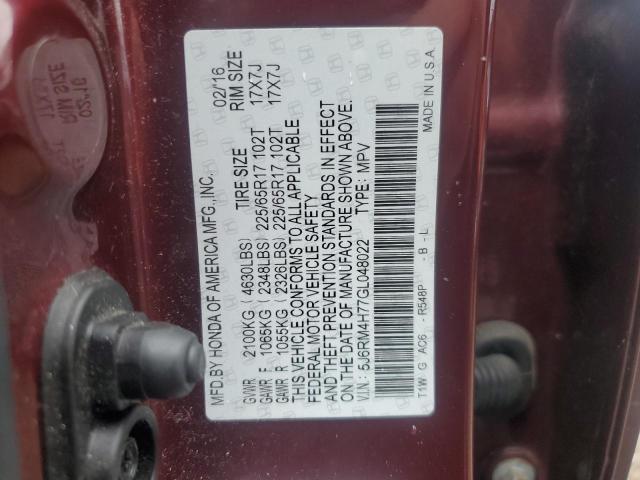 MFD.BY HONDA OF AMERICA MFG.,INC. 02/'16
TIRE SIZE RIM SIZE
GVWR 2100KG ( 4630LBS)
GAWR F 1065KG ( 2348LBS) 225/65R17 102T 17X7J
GAWR R 1055KG ( 2326LBS) 225/65R17 102T 17X7J
THIS VEHICLE CONFORMS TO ALL APPLICABLE
FEDERAL MOTOR VEHICLE SAFETY
AND THEFT PREVENTION STANDARDS IN EFFECT
ON THE DATE OF MANUFACTURE SHOWN ABOVE.
V.I.N.: 5J6RM4H77GL048022 TYPE: MPV
T1W G AC6 - R548P - B - L MADE IN U.S.A.